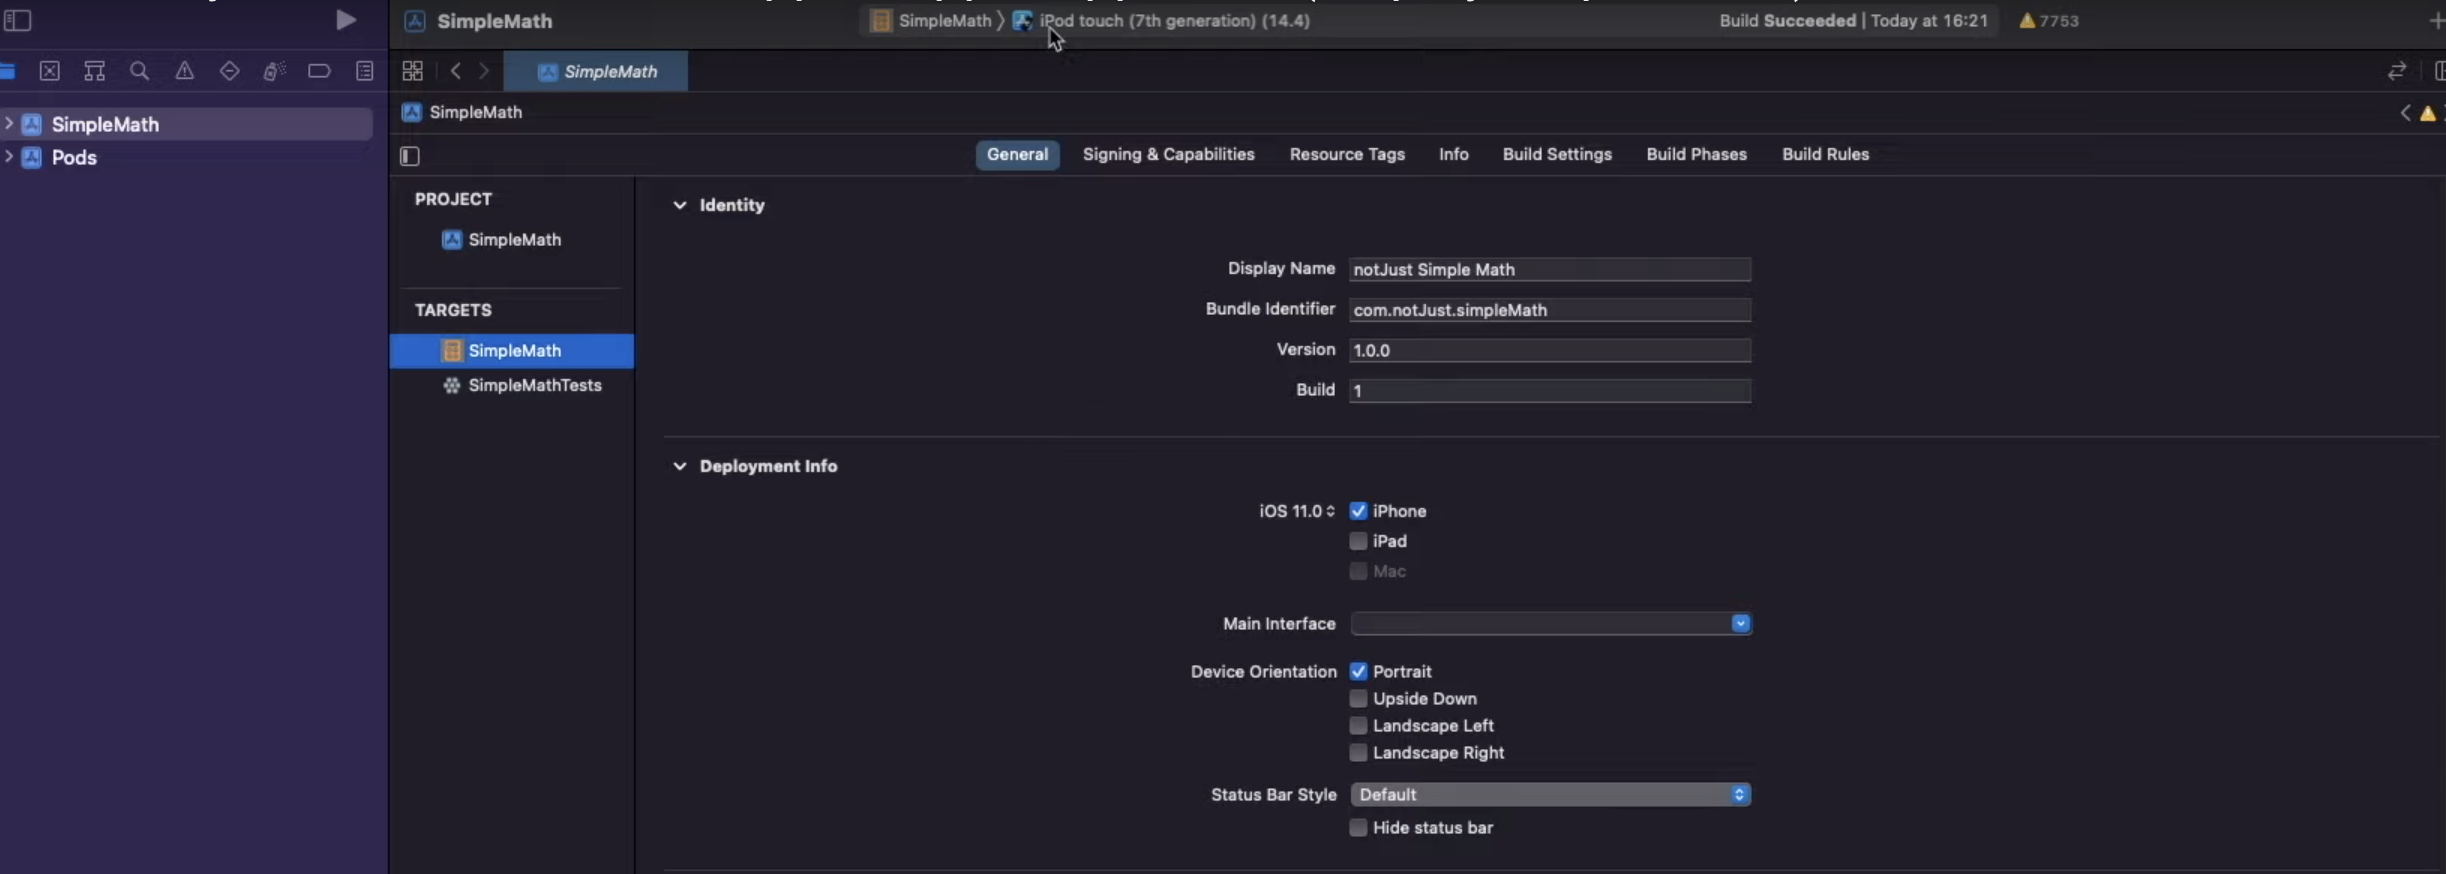 SimpleMath
SimpleMath 〉 iPod touch (7th generation) (14.4)
Build Succeeded | Today at 16:21
7753
SimpleMath
SimpleMath
Pods
SimpleMath
General
Signing & Capabilities
Resource Tags
Info
Build Settings
Build Phases
Build Rules
PROJECT
SimpleMath
TARGETS
SimpleMath
SimpleMathTests
Identity
Display Name notJust Simple Math
Bundle Identifier com.notJust.simpleMath
Version 1.0.0
Build 1
Deployment Info
iOS 11.0 iPhone
iPad
Mac
Main Interface
Device Orientation Portrait
Upside Down
Landscape Left
Landscape Right
Status Bar Style Default
Hide status bar